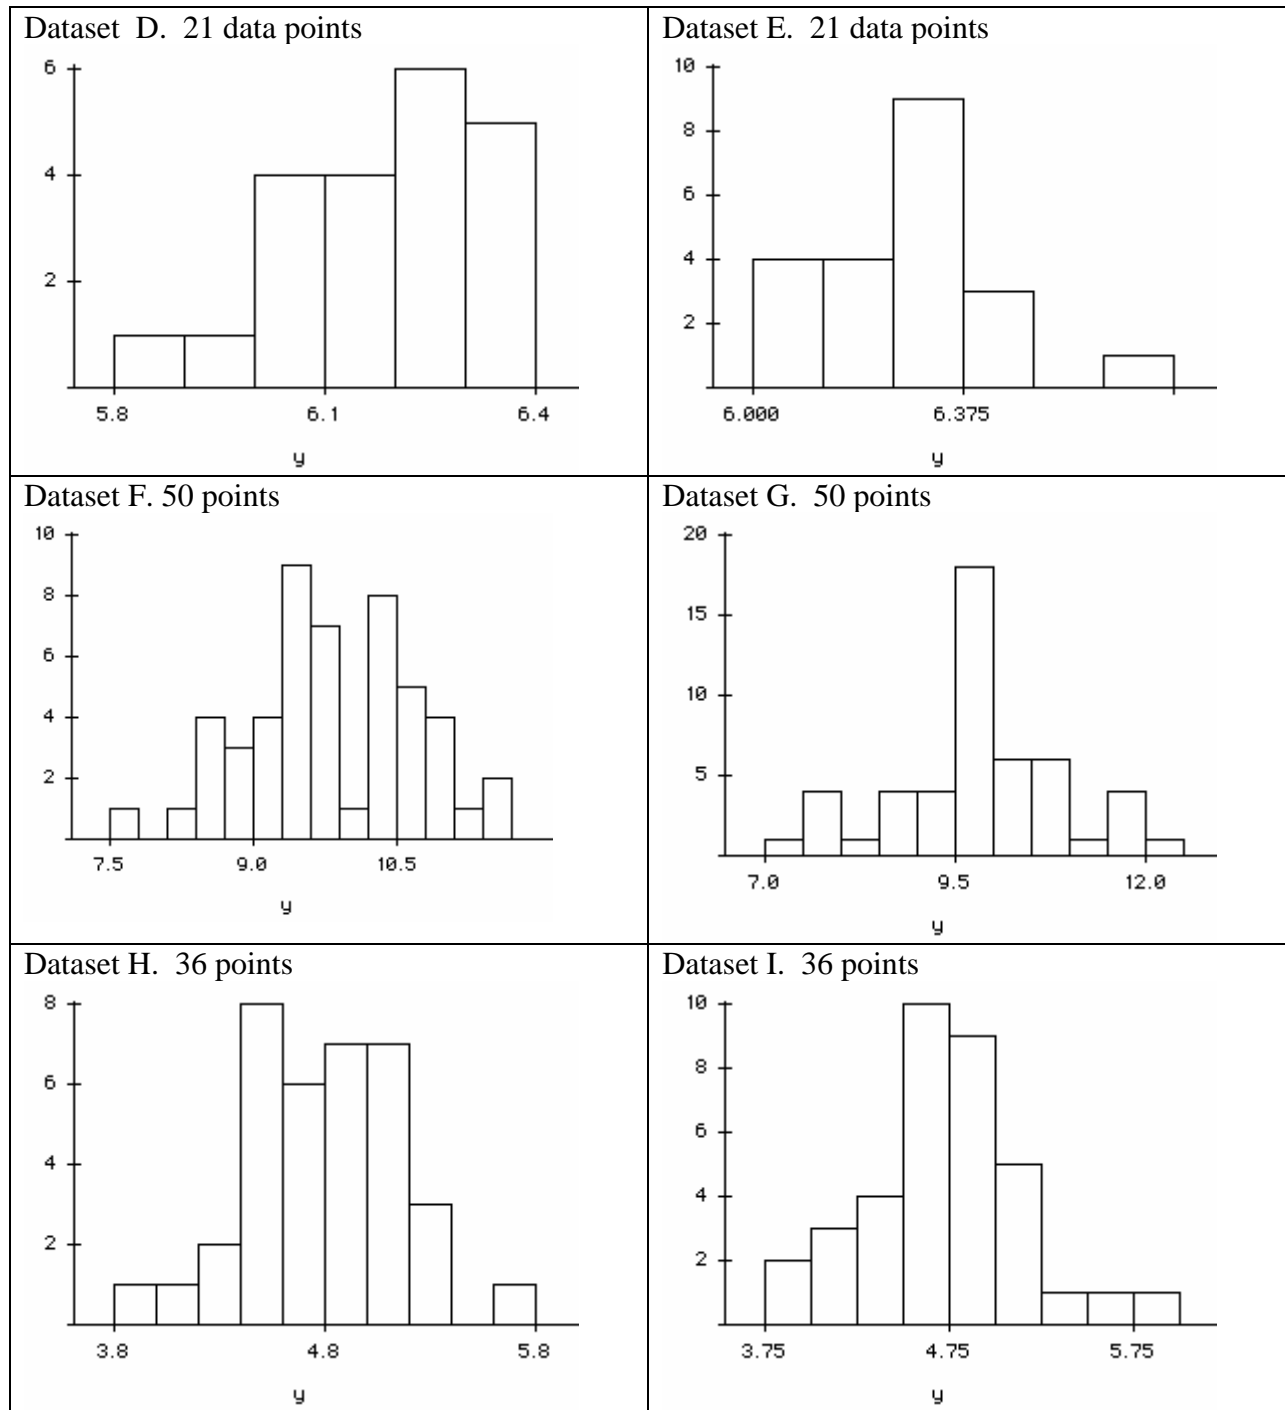 Dataset D. 21 data points
6
4
2
5.8 6.1 6.4
y
Dataset E. 21 data points
10
8
6
4
2
6.000 6.375
y
Dataset F. 50 points
10
8
6
4
2
7.5 9.0 10.5
y
Dataset G. 50 points
20
15
10
5
7.0 9.5 12.0
y
Dataset H. 36 points
8
6
4
2
3.8 4.8 5.8
y
Dataset I. 36 points
10
8
6
4
2
3.75 4.75 5.75
y